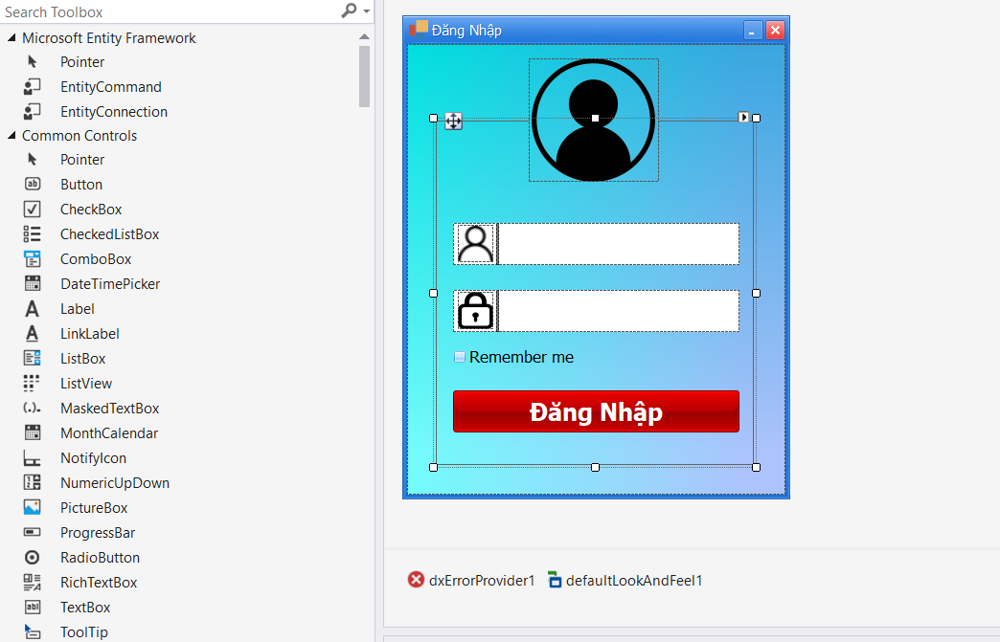 Search Toolbox
Microsoft Entity Framework
Pointer
EntityCommand
EntityConnection
Common Controls
Pointer
Button
CheckBox
CheckedListBox
ComboBox
DateTimePicker
Label
LinkLabel
ListBox
ListView
MaskedTextBox
MonthCalendar
NotifyIcon
NumericUpDown
PictureBox
ProgressBar
RadioButton
RichTextBox
TextBox
ToolTip
Đăng Nhập
Remember me
Đăng Nhập
dxErrorProvider1 defaultLookAndFeel1